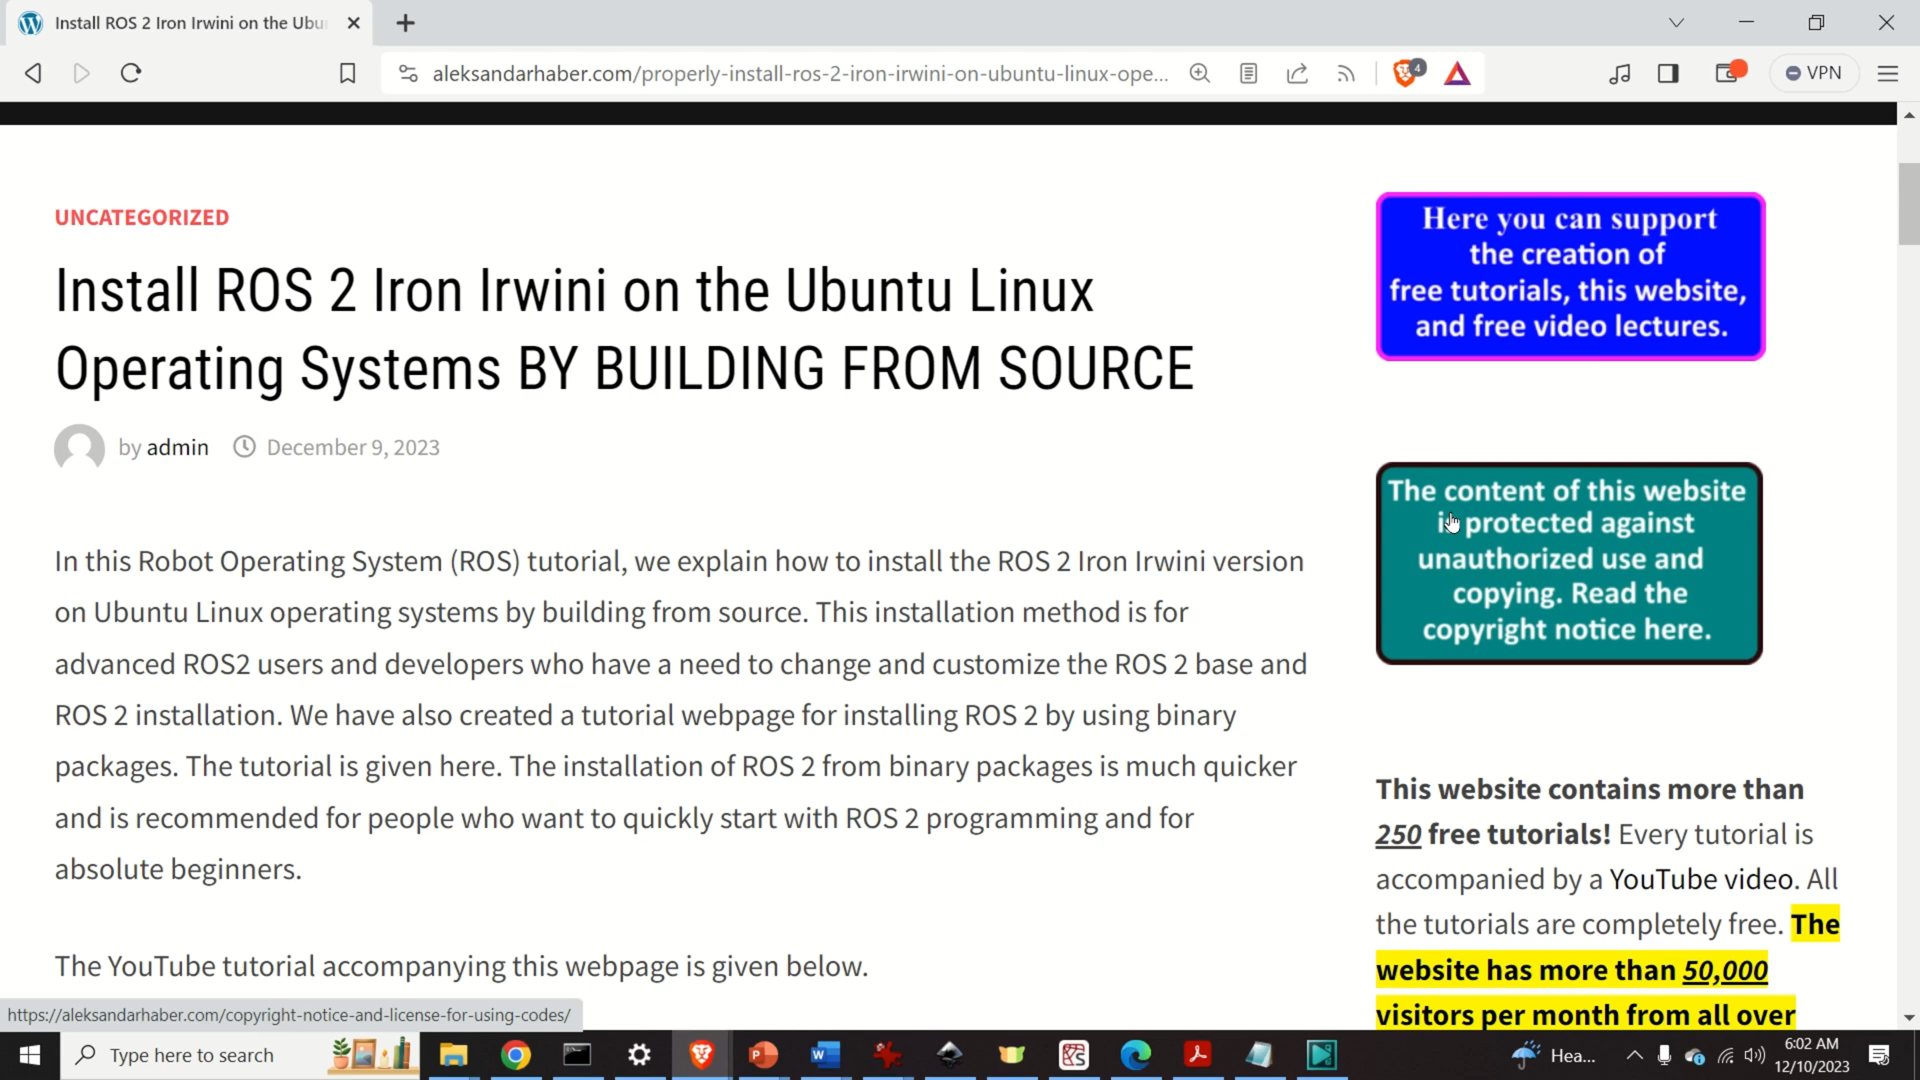 Install ROS 2 Iron Irwini on the Ubu
aleksandarhaber.com/properly-install-ros-2-iron-irwini-on-ubuntu-linux-ope...
4
VPN
UNCATEGORIZED
Install ROS 2 Iron Irwini on the Ubuntu Linux
Operating Systems BY BUILDING FROM SOURCE
by admin December 9, 2023
In this Robot Operating System (ROS) tutorial, we explain how to install the ROS 2 Iron Irwini version
on Ubuntu Linux operating systems by building from source. This installation method is for
advanced ROS2 users and developers who have a need to change and customize the ROS 2 base and
ROS 2 installation. We have also created a tutorial webpage for installing ROS 2 by using binary
packages. The tutorial is given here. The installation of ROS 2 from binary packages is much quicker
and is recommended for people who want to quickly start with ROS 2 programming and for
absolute beginners.
The YouTube tutorial accompanying this webpage is given below.
Here you can support
the creation of
free tutorials, this website,
and free video lectures.
The content of this website
is protected against
unauthorized use and
copying. Read the
copyright notice here.
This website contains more than
250 free tutorials! Every tutorial is
accompanied by a YouTube video. All
the tutorials are completely free. The
website has more than 50,000
visitors per month from all over
https://aleksandarhaber.com/copyright-notice-and-license-for-using-codes/
Type here to search
Hea...
6:02 AM
12/10/2023